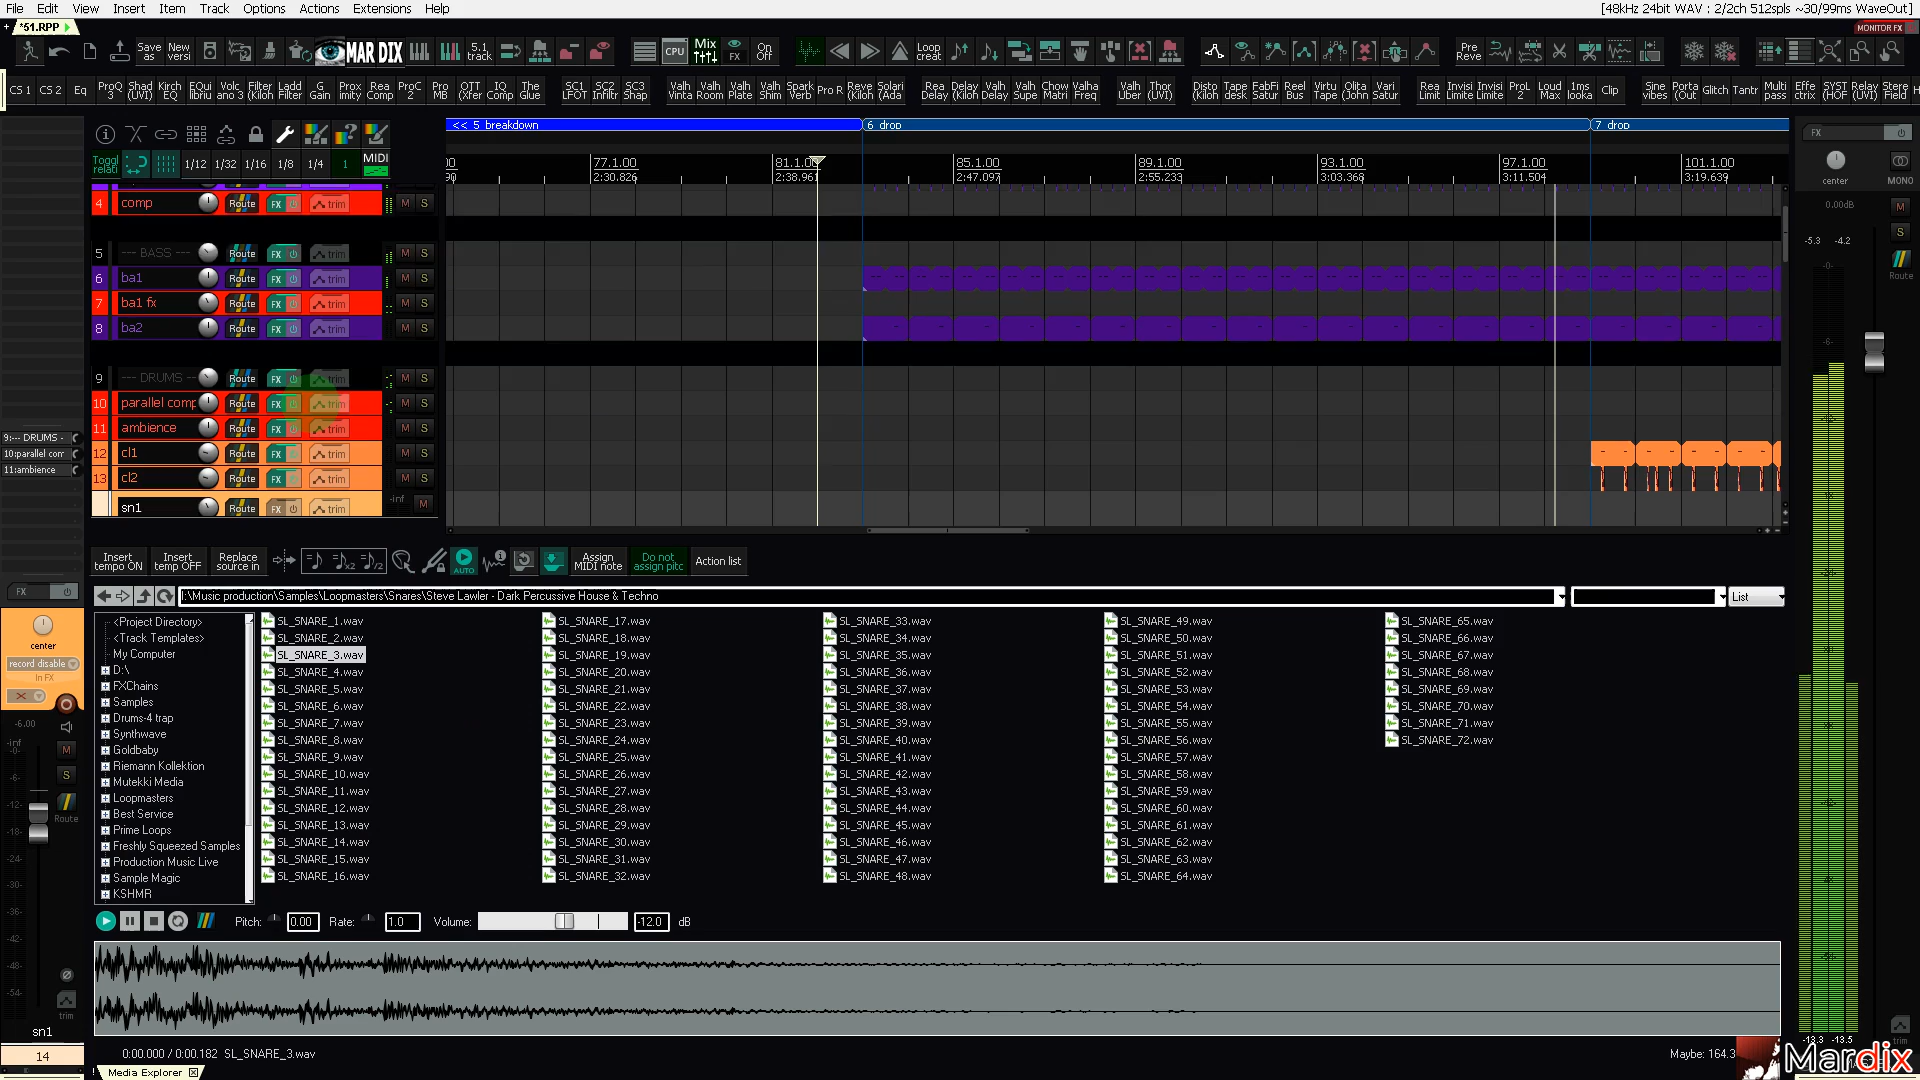 File Edit View Insert Item Track Options Actions Extensions Help
[48kHz 24bit WAV : 2/2ch 512spls ~30/99ms WaveOut]
*51.RPP
MONITOR FX
Save as
New versi
MAR DIX
5.1 track
CPU
Mix
FX
On Off
Loop creat
Pre Reve
CS 1
CS 2
Eq
ProQ 3
Shad (UVI)
Kirch EQ
EQui libriu
Volc ano 3
Filter (Kiloh
Ladd Filter
G Gain
Prox imity
Rea Comp
ProC 2
Pro MB
OTT (Xfer
IQ Comp
The Glue
SC1 LFOT
SC2 Infiltr
SC3 Shap
Valh Vinta
Valh Room
Valh Plate
Valh Shim
Spark Verb
Pro R
Reve (Kiloh
Solari (Ada
Rea Delay
Delay (Kiloh
Valh Delay
Valh Supe
Chow Matri
Valha Freq
Valh Uber
Thor (UVI)
Disto (Kiloh
Tape desk
FabFi Satur
Reel Bus
Virtu Tape
Olita (John
Vari Satur
Rea Limit
Invisi Limite
Invisi Limite
ProL 2
Loud Max
1ms looka
Clip
Sine vibes
Porta (Out
Glitch
Tantr
Multi pass
Effe ctrix
SYST (HOF
Relay (UVI)
Stere Field
<< 5 breakdown
6 drop
7 drop
Toggl relati
1/12 1/32 1/16 1/8 1/4 1 MIDI
77.1.00 81.1.00 85.1.00 89.1.00 93.1.00 97.1.00 101.1.00
2:30.826 2:38.961 2:47.097 2:55.233 3:03.368 3:11.504 3:19.639
4 comp Route FX trim M S
5 --- BASS --- Route FX trim M S
6 ba1 Route FX trim M S
7 ba1 fx Route FX trim M S
8 ba2 Route FX trim M S
9 --- DRUMS --- Route FX trim M S
10 parallel comp Route FX trim M S
11 ambience Route FX trim M S
12 cl1 Route FX trim M S
13 cl2 Route FX trim M S
sn1 Route FX trim -inf M
9:--- DRUMS -
10:parallel com
11:ambience
FX
center
record disable
In FX
-6.00
-inf
M
S
Route
-0-
-6-
-12-
-18-
-24-
-30-
-36-
-42-
-48-
-54-
trim
sn1
14
FX
center
MONO
0.00dB
-5.3 -4.2
M
S
Route
-0-
-6-
-13.3 -13.5
trim
Insert tempo ON
Insert temp OFF
Replace source in
x2
/2
AUTO
Assign MIDI note
Do not assign pitc
Action list
I:\Music production\Samples\Loopmasters\Snares\Steve Lawler - Dark Percussive House & Techno
List
<Project Directory>
<Track Templates>
My Computer
D:\
FXChains
Samples
Drums-4 trap
Synthwave
Goldbaby
Riemann Kollektion
Mutekki Media
Loopmasters
Best Service
Prime Loops
Freshly Squeezed Samples
Production Music Live
Sample Magic
KSHMR
SL_SNARE_1.wav
SL_SNARE_2.wav
SL_SNARE_3.wav
SL_SNARE_4.wav
SL_SNARE_5.wav
SL_SNARE_6.wav
SL_SNARE_7.wav
SL_SNARE_8.wav
SL_SNARE_9.wav
SL_SNARE_10.wav
SL_SNARE_11.wav
SL_SNARE_12.wav
SL_SNARE_13.wav
SL_SNARE_14.wav
SL_SNARE_15.wav
SL_SNARE_16.wav
SL_SNARE_17.wav
SL_SNARE_18.wav
SL_SNARE_19.wav
SL_SNARE_20.wav
SL_SNARE_21.wav
SL_SNARE_22.wav
SL_SNARE_23.wav
SL_SNARE_24.wav
SL_SNARE_25.wav
SL_SNARE_26.wav
SL_SNARE_27.wav
SL_SNARE_28.wav
SL_SNARE_29.wav
SL_SNARE_30.wav
SL_SNARE_31.wav
SL_SNARE_32.wav
SL_SNARE_33.wav
SL_SNARE_34.wav
SL_SNARE_35.wav
SL_SNARE_36.wav
SL_SNARE_37.wav
SL_SNARE_38.wav
SL_SNARE_39.wav
SL_SNARE_40.wav
SL_SNARE_41.wav
SL_SNARE_42.wav
SL_SNARE_43.wav
SL_SNARE_44.wav
SL_SNARE_45.wav
SL_SNARE_46.wav
SL_SNARE_47.wav
SL_SNARE_48.wav
SL_SNARE_49.wav
SL_SNARE_50.wav
SL_SNARE_51.wav
SL_SNARE_52.wav
SL_SNARE_53.wav
SL_SNARE_54.wav
SL_SNARE_55.wav
SL_SNARE_56.wav
SL_SNARE_57.wav
SL_SNARE_58.wav
SL_SNARE_59.wav
SL_SNARE_60.wav
SL_SNARE_61.wav
SL_SNARE_62.wav
SL_SNARE_63.wav
SL_SNARE_64.wav
SL_SNARE_65.wav
SL_SNARE_66.wav
SL_SNARE_67.wav
SL_SNARE_68.wav
SL_SNARE_69.wav
SL_SNARE_70.wav
SL_SNARE_71.wav
SL_SNARE_72.wav
Pitch: 0.00 Rate: 1.0 Volume: -12.0 dB
0:00.000 / 0:00.182 SL_SNARE_3.wav
Maybe: 164.3
Media Explorer
Mardix